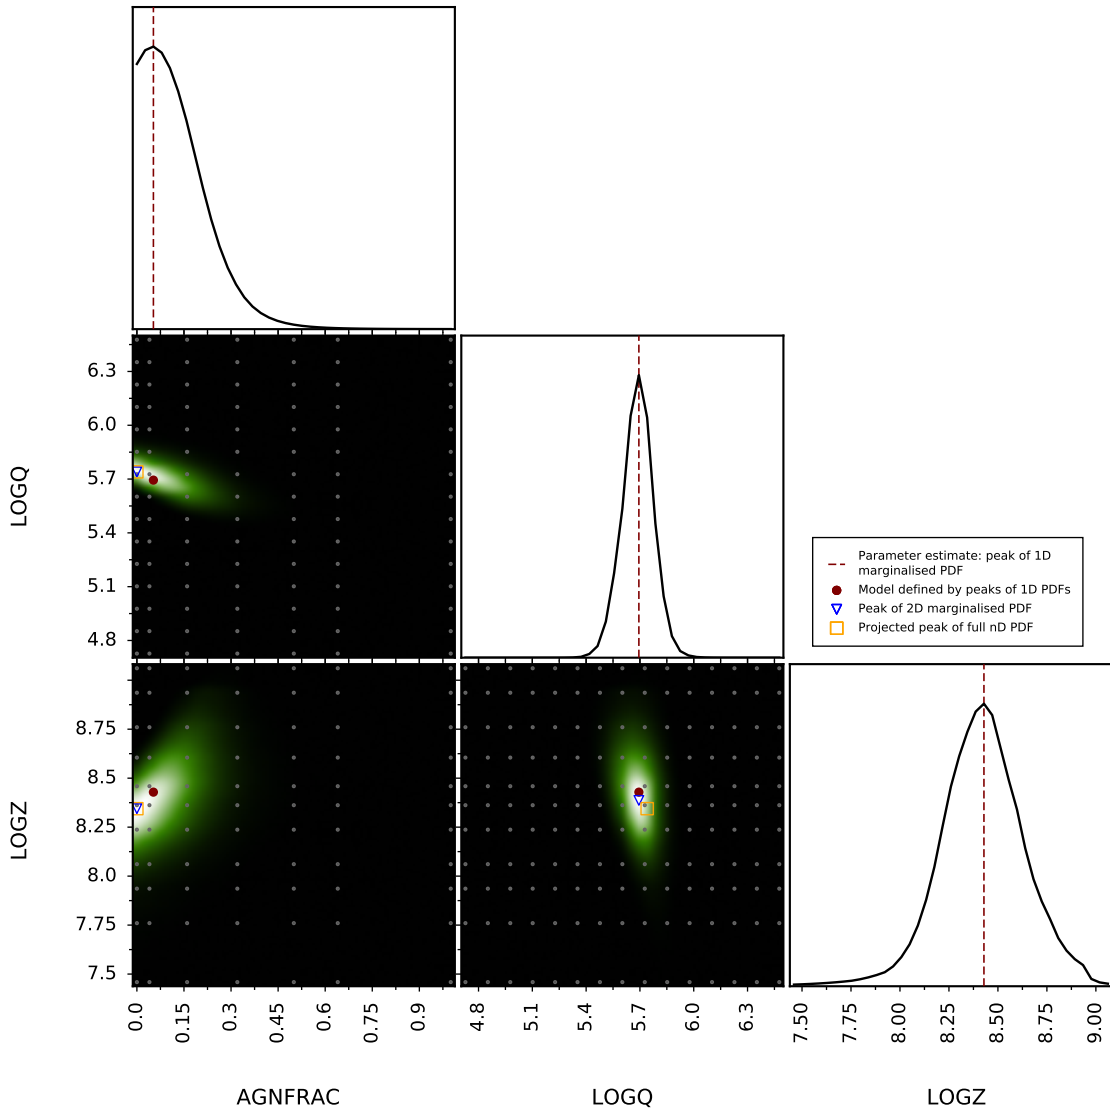 LOGQ
6.3
6.0
5.7
5.4
5.1
4.8
Parameter estimate: peak of 1D
marginalised PDF
Model defined by peaks of 1D PDFs
Peak of 2D marginalised PDF
Projected peak of full nD PDF
LOGZ
8.75
8.5
8.25
8.0
7.75
7.5
0.0 0.15 0.3 0.45 0.6 0.75 0.9
4.8 5.1 5.4 5.7 6.0 6.3
7.50 7.75 8.00 8.25 8.50 8.75 9.00
AGNFRAC LOGQ LOGZ